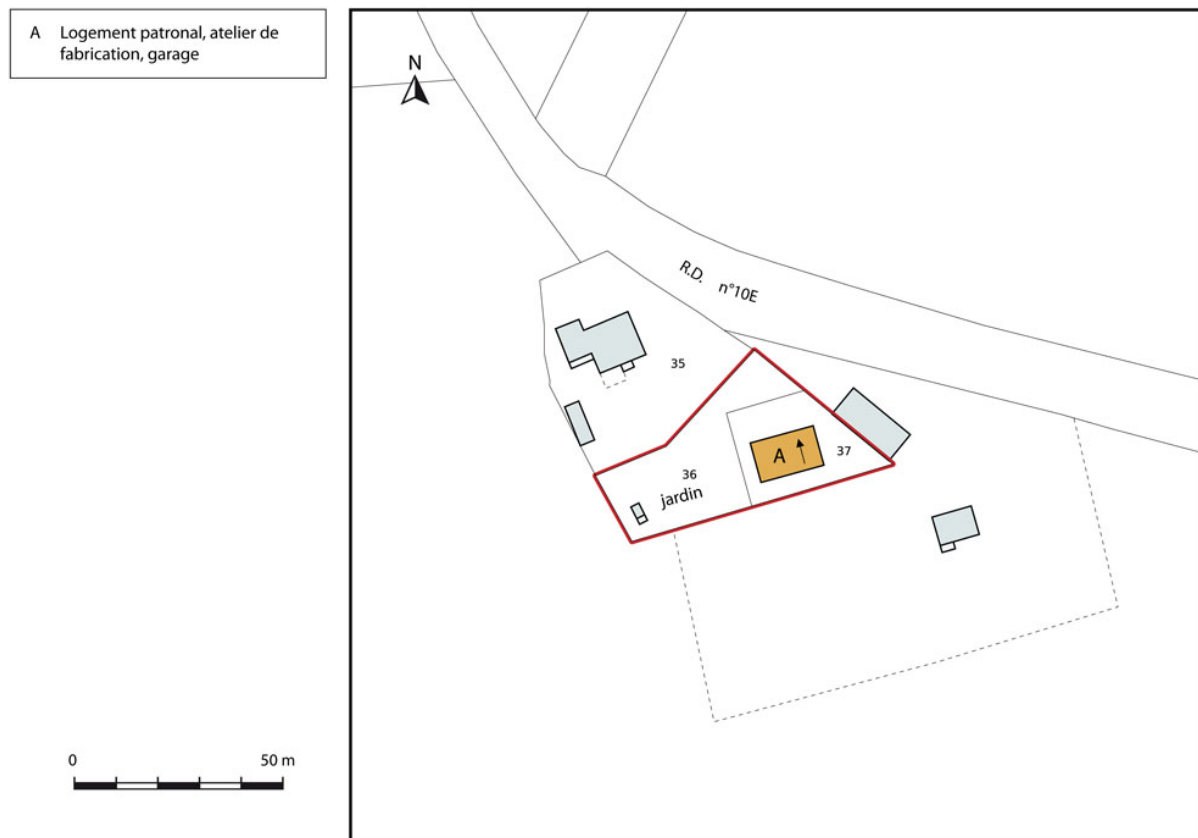 A Logement patronal, atelier de
fabrication, garage
N
R.D. n°10E
35
A
37
36
jardin
0 50 m